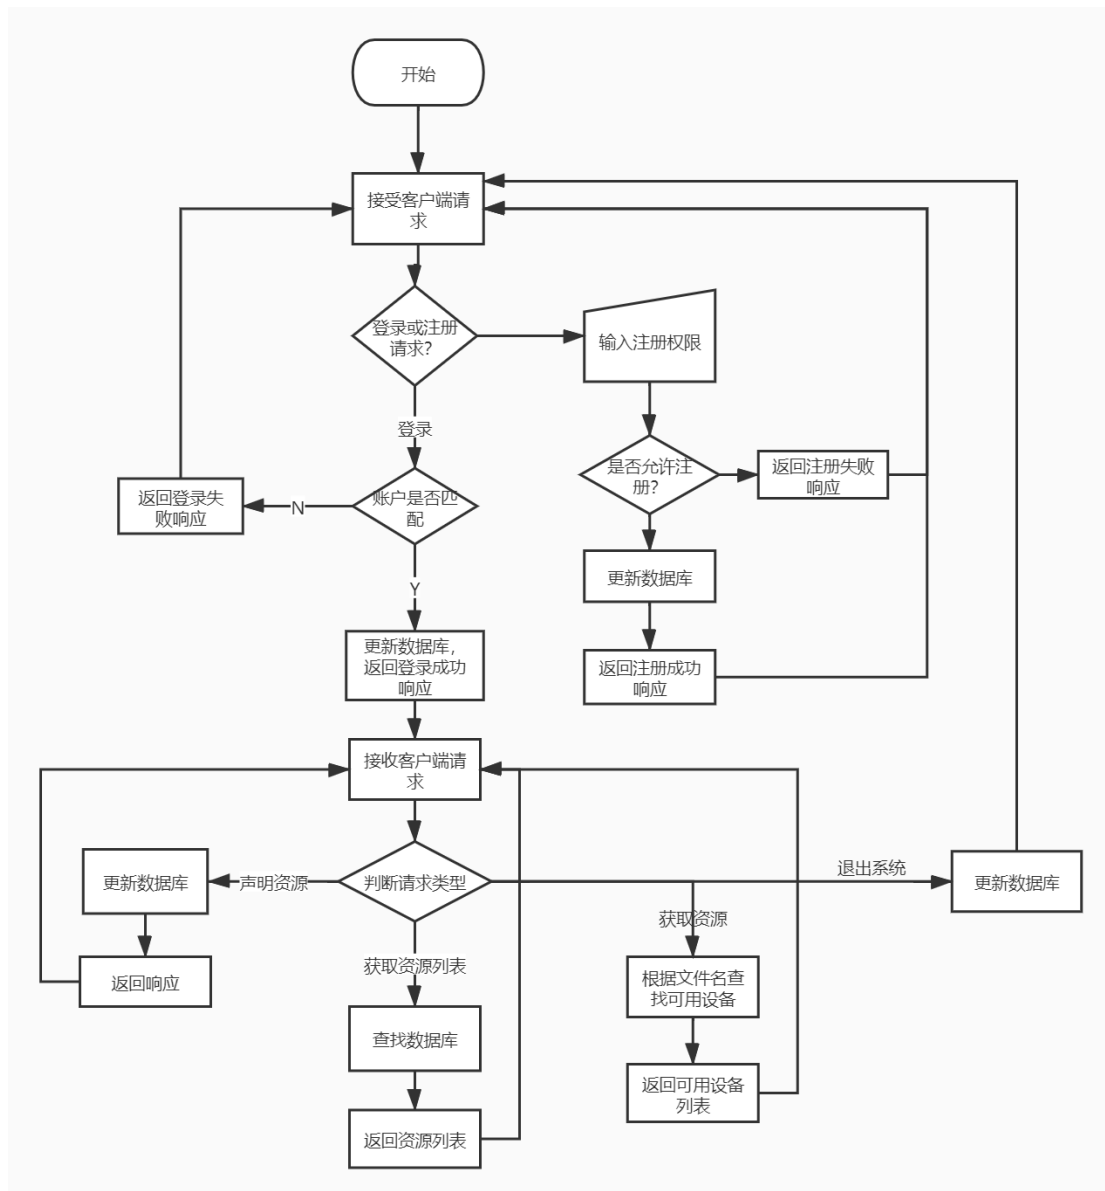 开始
接受客户端请
求
登录或注册
请求?
输入注册权限
登录
是否允许注
册?
返回注册失败
响应
返回登录失
败响应
N
账户是否匹
配
更新数据库
Y
更新数据库,
返回登录成功
响应
返回注册成功
响应
接收客户端请
求
更新数据库
声明资源
判断请求类型
退出系统
更新数据库
获取资源
返回响应
获取资源列表
根据文件名查
找可用设备
查找数据库
返回可用设备
列表
返回资源列表